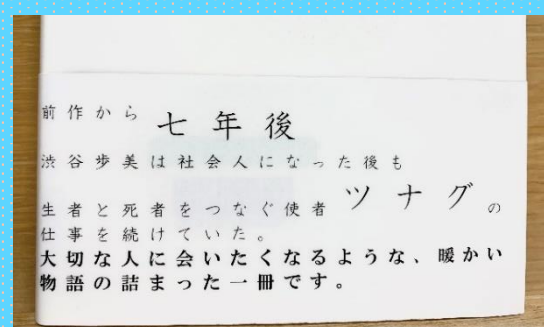 前作から 七年後
渋谷歩美は社会人になった後も
生者と死者をつなぐ使者 ツナグの
仕事を続けていた。
大切な人に会いたくなるような、暖かい
物語の詰まった一冊です。